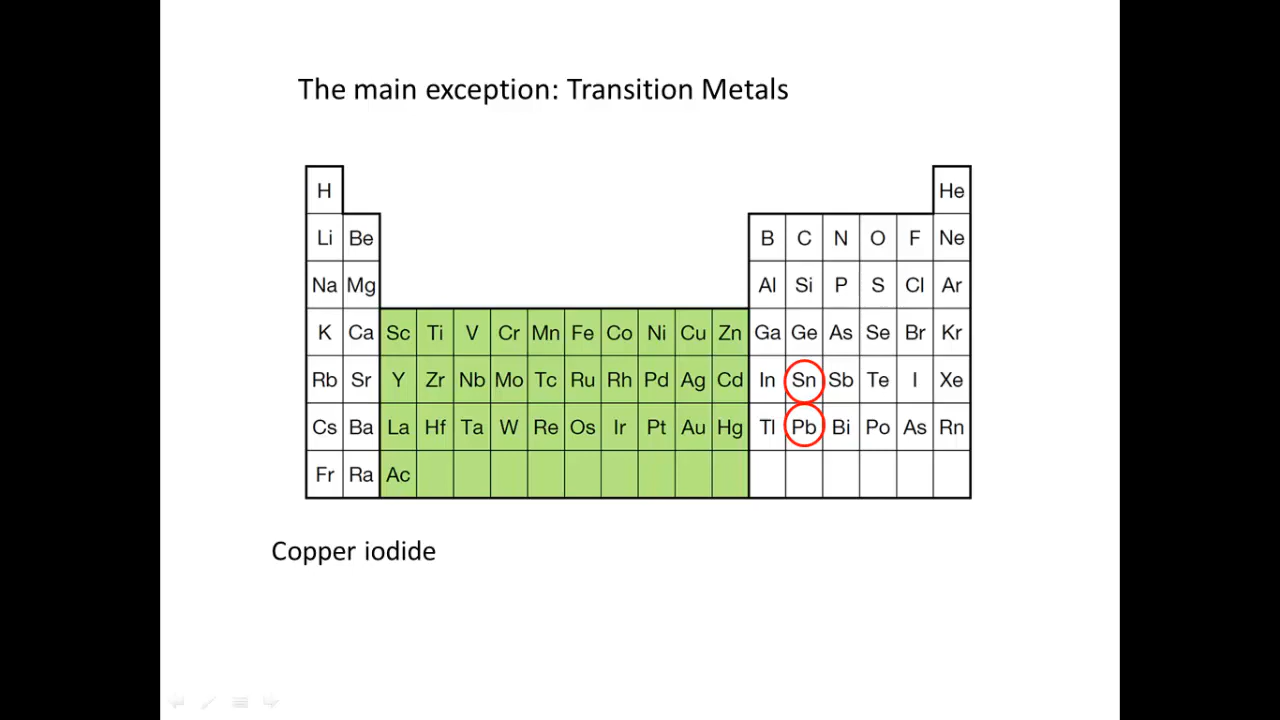 The main exception: Transition Metals
H He
Li Be B C N O F Ne
Na Mg Al Si P S Cl Ar
K Ca Sc Ti V Cr Mn Fe Co Ni Cu Zn Ga Ge As Se Br Kr
Rb Sr Y Zr Nb Mo Tc Ru Rh Pd Ag Cd In Sn Sb Te I Xe
Cs Ba La Hf Ta W Re Os Ir Pt Au Hg Tl Pb Bi Po As Rn
Fr Ra Ac
Copper iodide